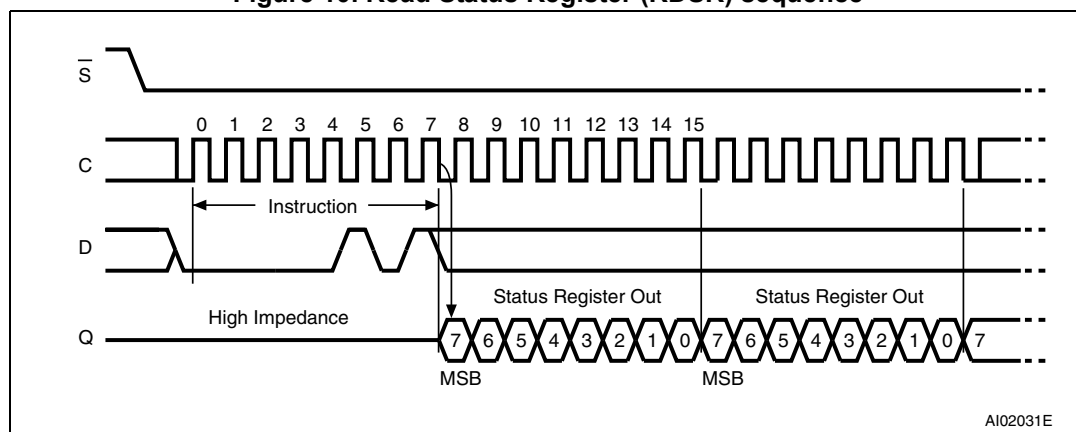 Figure 10. Read Status Register (RDSR) sequence
S
0 1 2 3 4 5 6 7 8 9 10 11 12 13 14 15
C
Instruction
D
Status Register Out Status Register Out
High Impedance
Q 7 6 5 4 3 2 1 0 7 6 5 4 3 2 1 0 7
MSB MSB
AI02031E